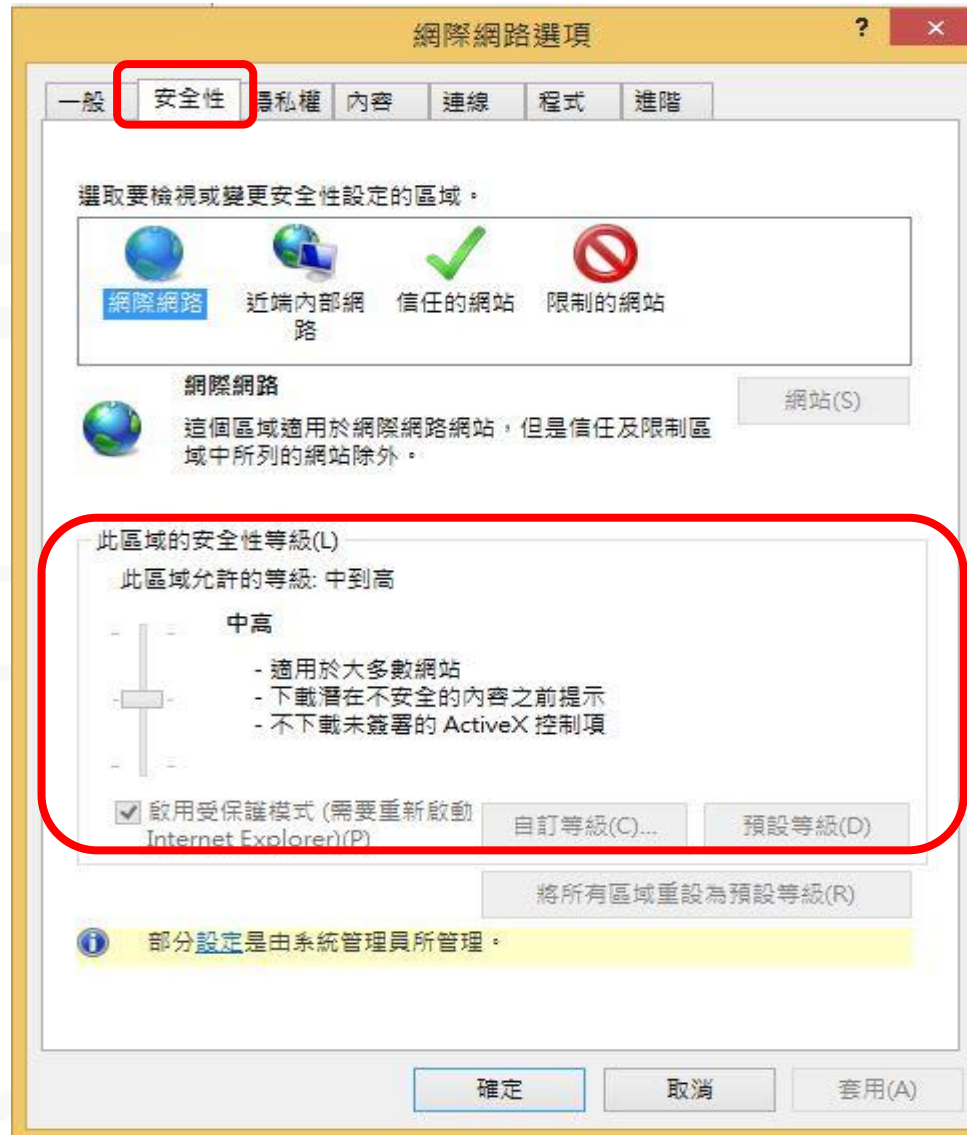 網際網路選項
?
一般
安全性
隱私權
內容
連線
程式
進階
選取要檢視或變更安全性設定的區域。
網際網路
近端內部網
路
信任的網站
限制的網站
網際網路
網站(S)
這個區域適用於網際網路網站，但是信任及限制區
域中所列的網站除外。
此區域的安全性等級(L)
此區域允許的等級: 中到高
中高
- 適用於大多數網站
- 下載潛在不安全的內容之前提示
- 不下載未簽署的 ActiveX 控制項
啟用受保護模式 (需要重新啟動
Internet Explorer)(P)
自訂等級(C)...
預設等級(D)
將所有區域重設為預設等級(R)
部分設定是由系統管理員所管理。
確定
取消
套用(A)